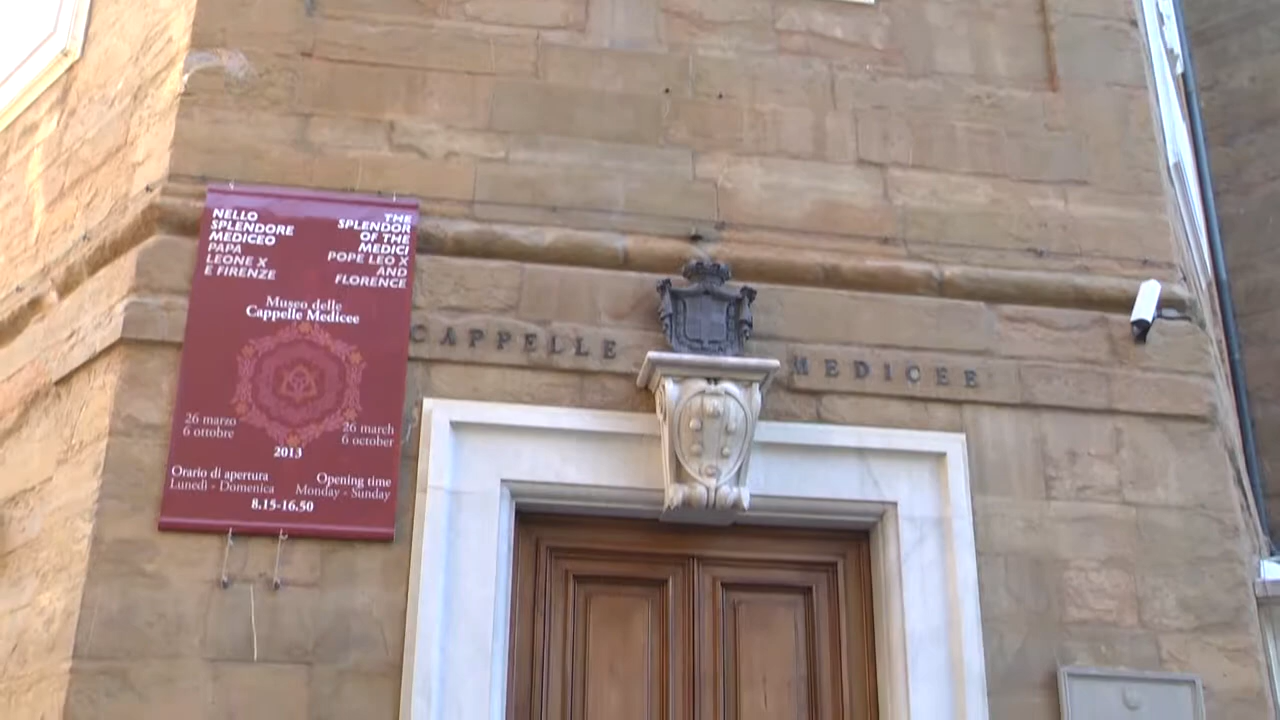 NELLO
SPLENDORE
MEDICEO
PAPA
LEONE X
E FIRENZE
THE
SPLENDOR
OF THE
MEDICI
POPE LEO X
AND
FLORENCE
Museo delle
Cappelle Medicee
26 marzo
6 ottobre
26 march
6 october
2013
Orario di apertura
Lunedì - Domenica
Opening time
Monday - Sunday
8.15-16.50
CAPPELLE MEDICEE